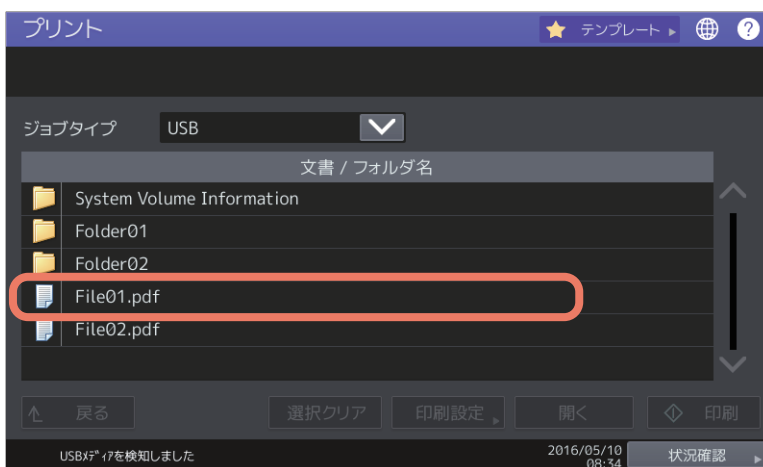 プリント
テンプレート
?
ジョブタイプ USB
文書 / フォルダ名
System Volume Information
Folder01
Folder02
File01.pdf
File02.pdf
戻る 選択クリア 印刷設定 開く 印刷
USBﾒﾃﾞｨｱを検知しました 2016/05/10 状況確認
08:34